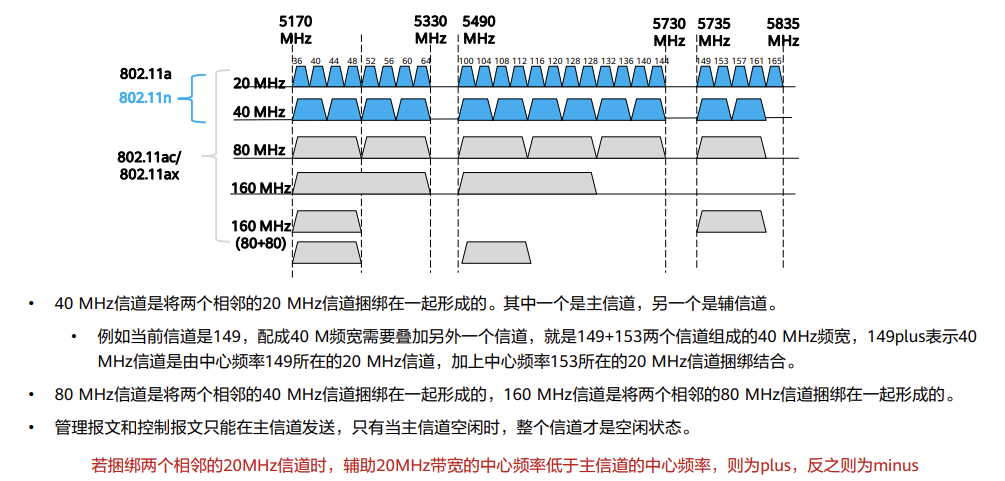 5170 5330 5490 5730 5735 5835
MHz MHz MHz MHz MHz MHz
36 40 44 48 52 56 60 64 100 104 108 112 116 120 128 128 132 136 140 144 149 153 157 161 165
802.11a
20 MHz
802.11n
40 MHz
80 MHz
802.11ac/
802.11ax
160 MHz
160 MHz
(80+80)
• 40 MHz信道是将两个相邻的20 MHz信道捆绑在一起形成的。其中一个是主信道，另一个是辅信道。
• 例如当前信道是149，配成40 M频宽需要叠加另外一个信道，就是149+153两个信道组成的40 MHz频宽，149plus表示40
MHz信道是由中心频率149所在的20 MHz信道，加上中心频率153所在的20 MHz信道捆绑结合。
• 80 MHz信道是将两个相邻的40 MHz信道捆绑在一起形成的，160 MHz信道是将两个相邻的80 MHz信道捆绑在一起形成的。
• 管理报文和控制报文只能在主信道发送，只有当主信道空闲时，整个信道才是空闲状态。
若捆绑两个相邻的20MHz信道时，辅助20MHz带宽的中心频率低于主信道的中心频率，则为plus，反之则为minus